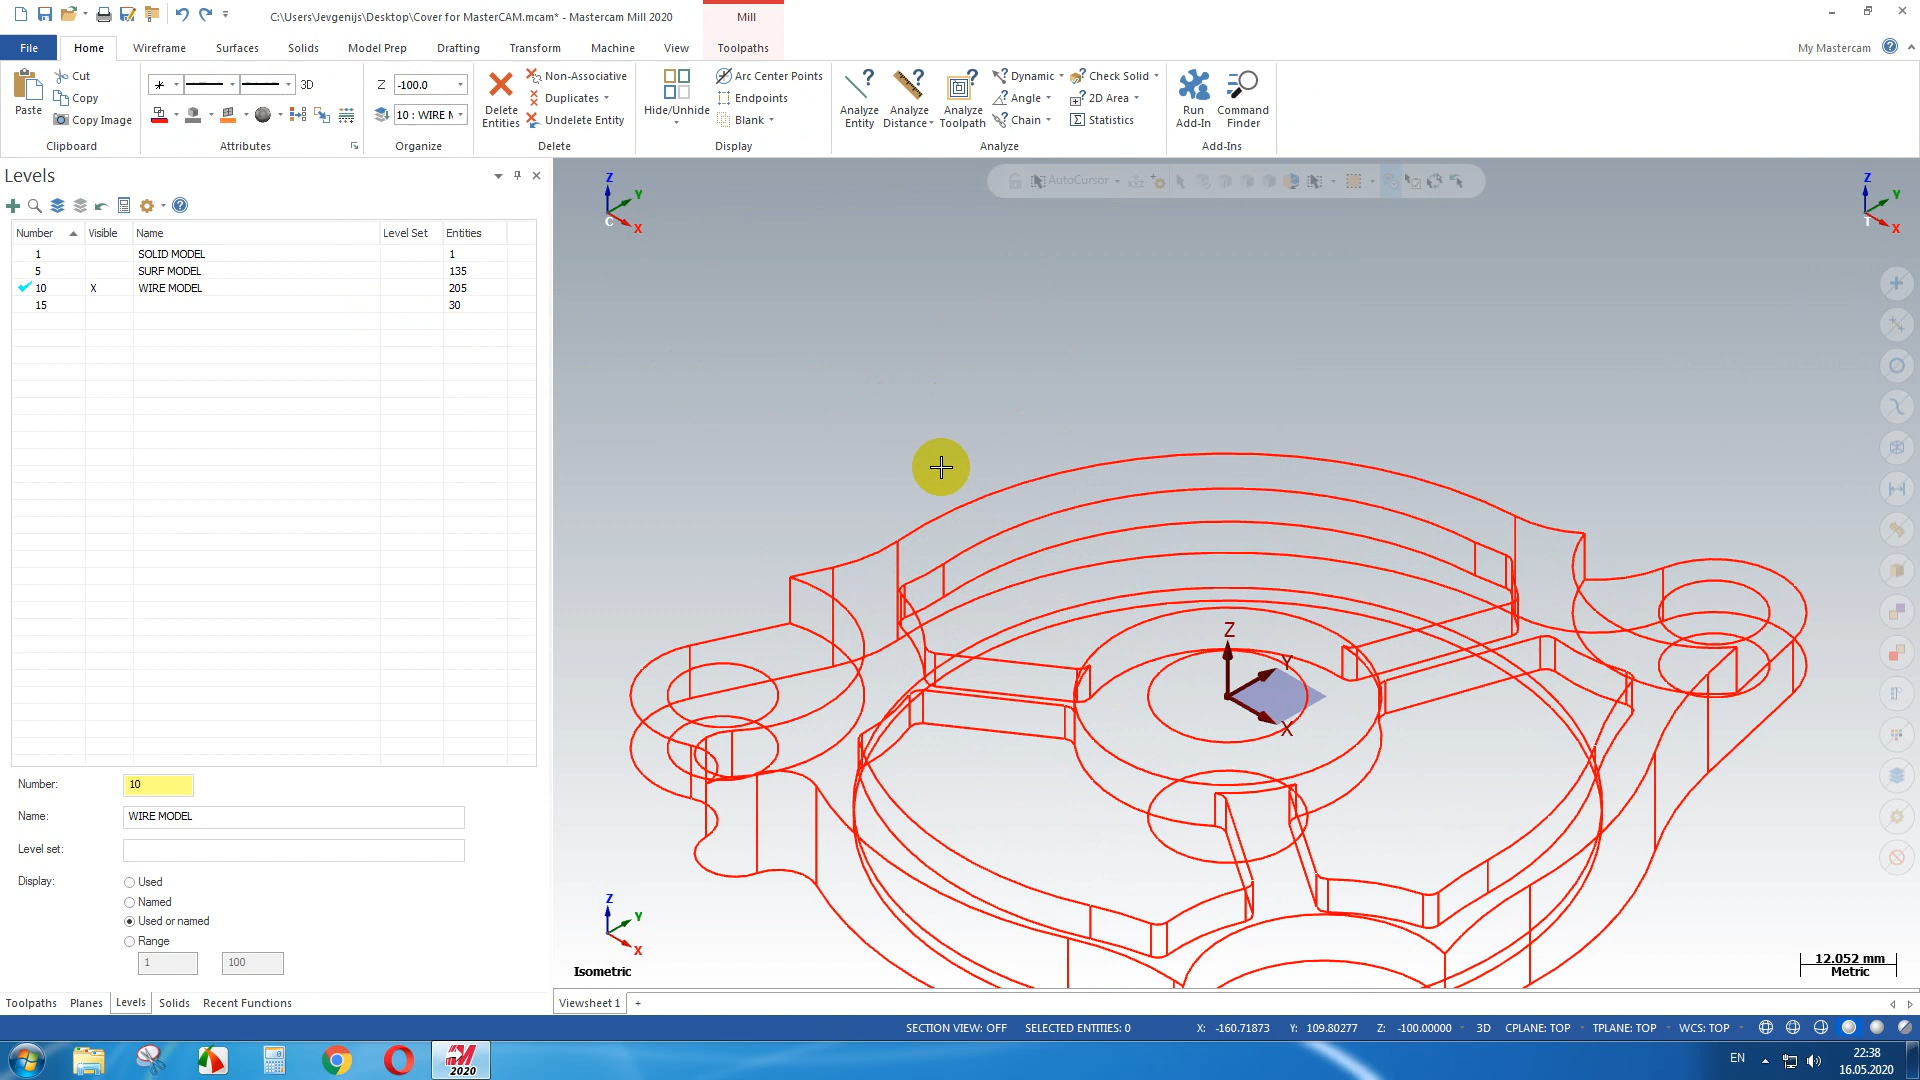 C:\Users\Jevgenijs\Desktop\Cover for MasterCAM.mcam* - Mastercam Mill 2020
Mill
File
Home
Wireframe
Surfaces
Solids
Model Prep
Drafting
Transform
Machine
View
Toolpaths
My Mastercam
Paste
Cut
Copy
Copy Image
Clipboard
3D
Attributes
Z
-100.0
10 : WIRE M
Organize
Delete Entities
Non-Associative
Duplicates
Undelete Entity
Delete
Hide/Unhide
Arc Center Points
Endpoints
Blank
Display
Analyze Entity
Analyze Distance
Analyze Toolpath
Dynamic
Angle
Chain
Check Solid
2D Area
Statistics
Analyze
Run Add-In
Command Finder
Add-Ins
Levels
Number Visible Name Level Set Entities
1 SOLID MODEL 1
5 SURF MODEL 135
10 X WIRE MODEL 205
15 30
Number: 10
Name: WIRE MODEL
Level set:
Display:
Used
Named
Used or named
Range
1 100
Toolpaths Planes Levels Solids Recent Functions
AutoCursor
Z
Y
X
C
Z
Y
X
T
Z
Y
X
Z
Y
X
Isometric
12.052 mm
Metric
Viewsheet 1 +
SECTION VIEW: OFF SELECTED ENTITIES: 0 X: -160.71873 Y: 109.80277 Z: -100.00000 3D CPLANE: TOP TPLANE: TOP WCS: TOP
2020
EN
22:38
16.05.2020